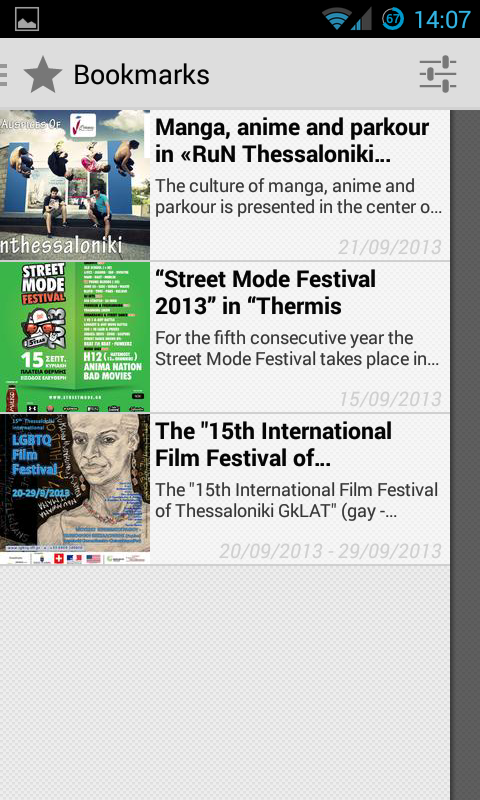 67 14:07
Bookmarks
AUSPICES OF
nthessaloniki
Manga, anime and parkour
in «RuN Thessaloniki...
The culture of manga, anime and
parkour is presented in the center o...
21/09/2013
STREET
MODE
FESTIVAL
15 ΣΕΠΤ.
ΚΥΡΙΑΚΗ
ΠΛΑΤΕΙΑ ΘΕΡΜΗΣ
ΕΙΣΟΔΟΣ ΕΛΕΥΘΕΡΗ
H12
ANIMA NATION
BAD MOVIES
WWW.STREETMODE.GR
“Street Mode Festival
2013” in “Thermis
For the fifth consecutive year the
Street Mode Festival takes place in...
15/09/2013
15th Thessaloniki
International
LGBTQ
Film
Festival
20-29/9/2013
The "15th International
Film Festival of...
The "15th International Film Festival
of Thessaloniki GkLAT" (gay -...
20/09/2013 - 29/09/2013